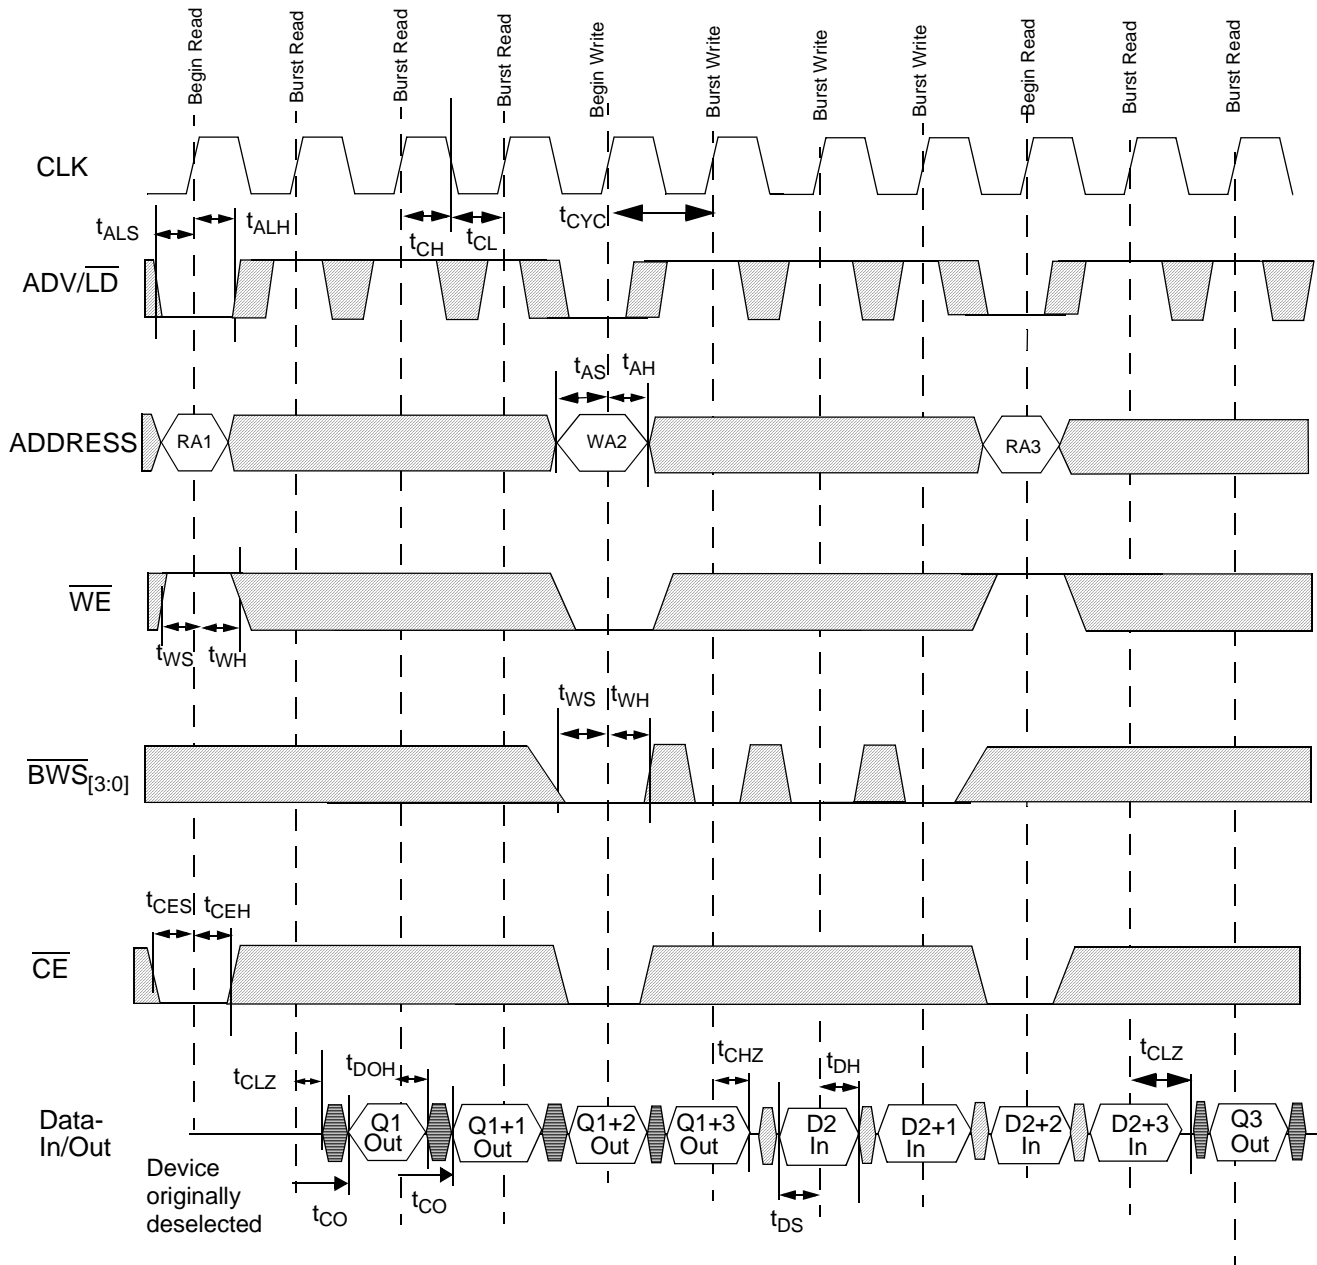 Begin Read
Burst Read
Burst Read
Burst Read
Begin Write
Burst Write
Burst Write
Burst Write
Begin Read
Burst Read
Burst Read
CLK
tALS
tALH
tCH
tCL
tCYC
ADV/LD
tAS
tAH
ADDRESS
RA1
WA2
RA3
WE
tWS
tWH
tWS
tWH
BWS[3:0]
tCES
tCEH
CE
tCLZ
tDOH
tCHZ
tDH
tCLZ
Data-
In/Out
Q1
Out
Q1+1
Out
Q1+2
Out
Q1+3
Out
D2
In
D2+1
In
D2+2
In
D2+3
In
Q3
Out
Device
originally
deselected
tCO
tCO
tDS